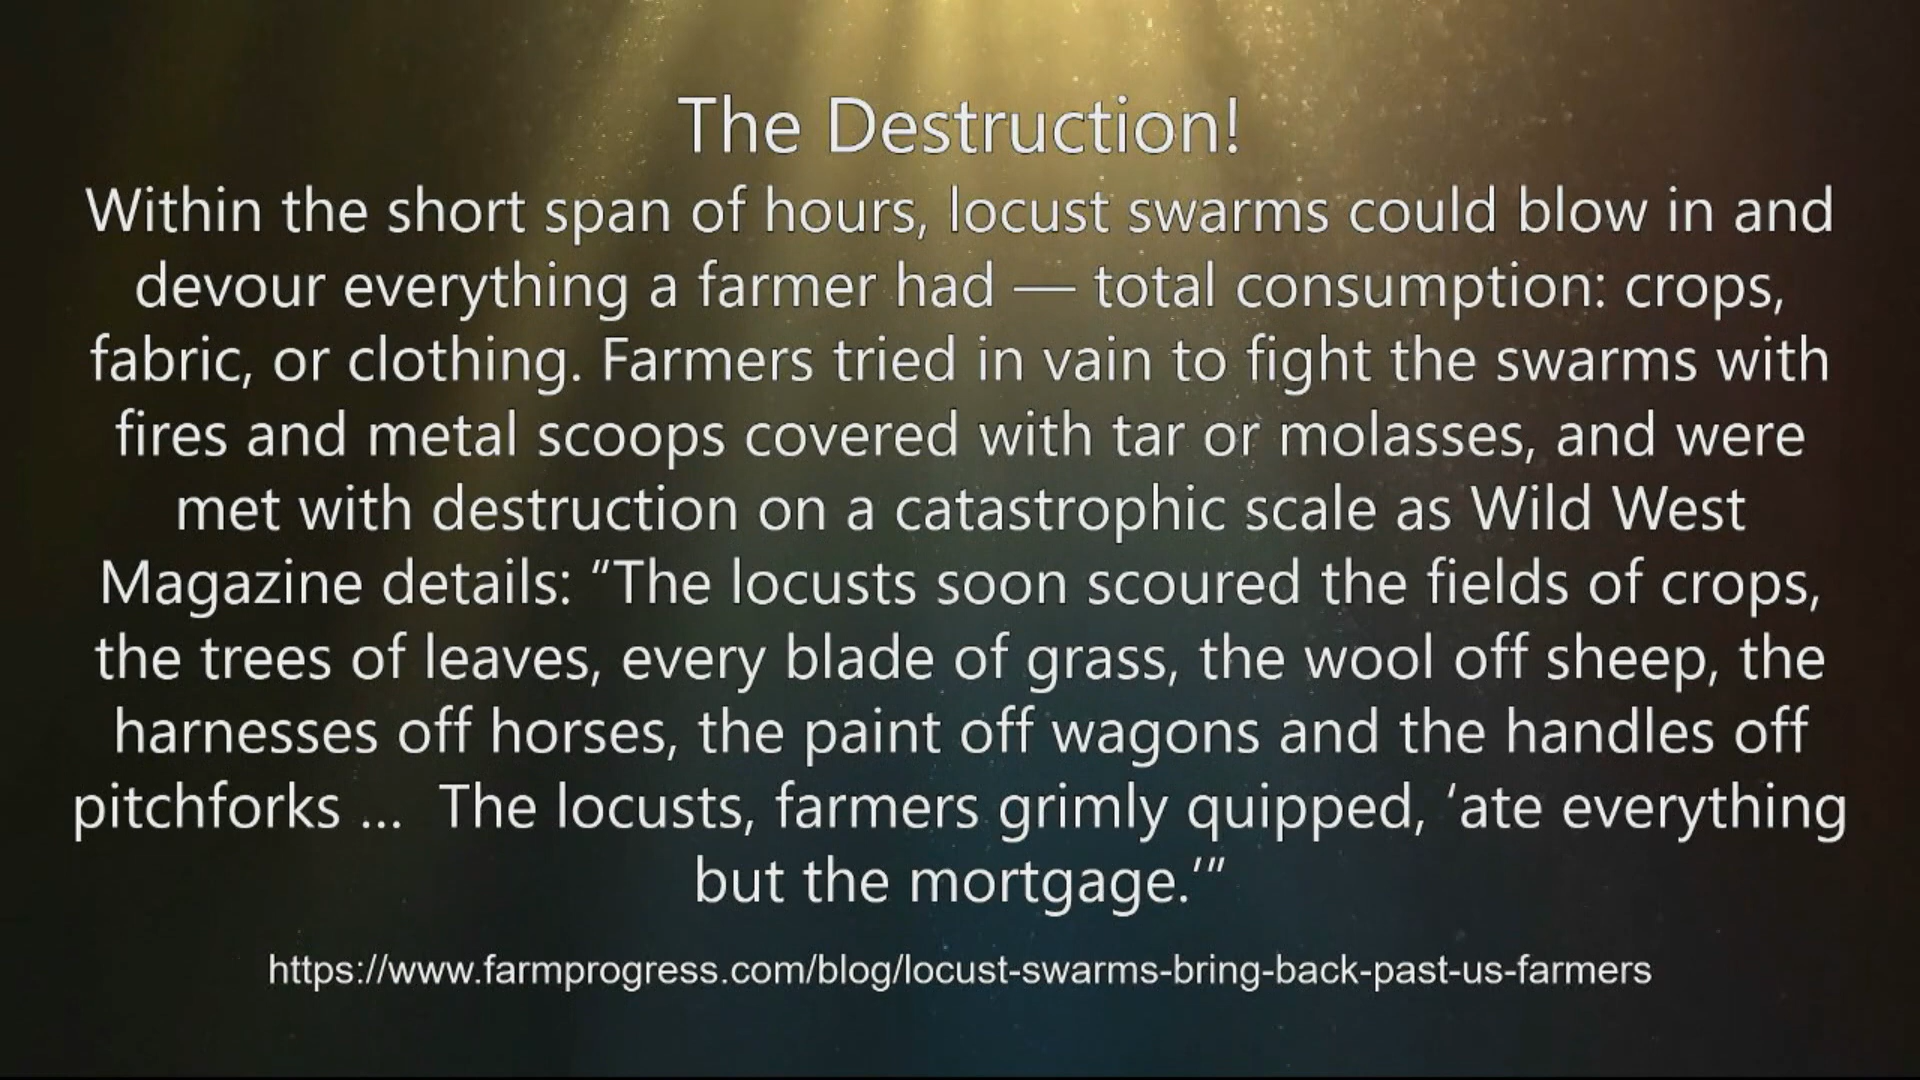 The Destruction!
Within the short span of hours, locust swarms could blow in and
devour everything a farmer had — total consumption: crops,
fabric, or clothing. Farmers tried in vain to fight the swarms with
fires and metal scoops covered with tar or molasses, and were
met with destruction on a catastrophic scale as Wild West
Magazine details: “The locusts soon scoured the fields of crops,
the trees of leaves, every blade of grass, the wool off sheep, the
harnesses off horses, the paint off wagons and the handles off
pitchforks …  The locusts, farmers grimly quipped, ‘ate everything
but the mortgage.’”
https://www.farmprogress.com/blog/locust-swarms-bring-back-past-us-farmers